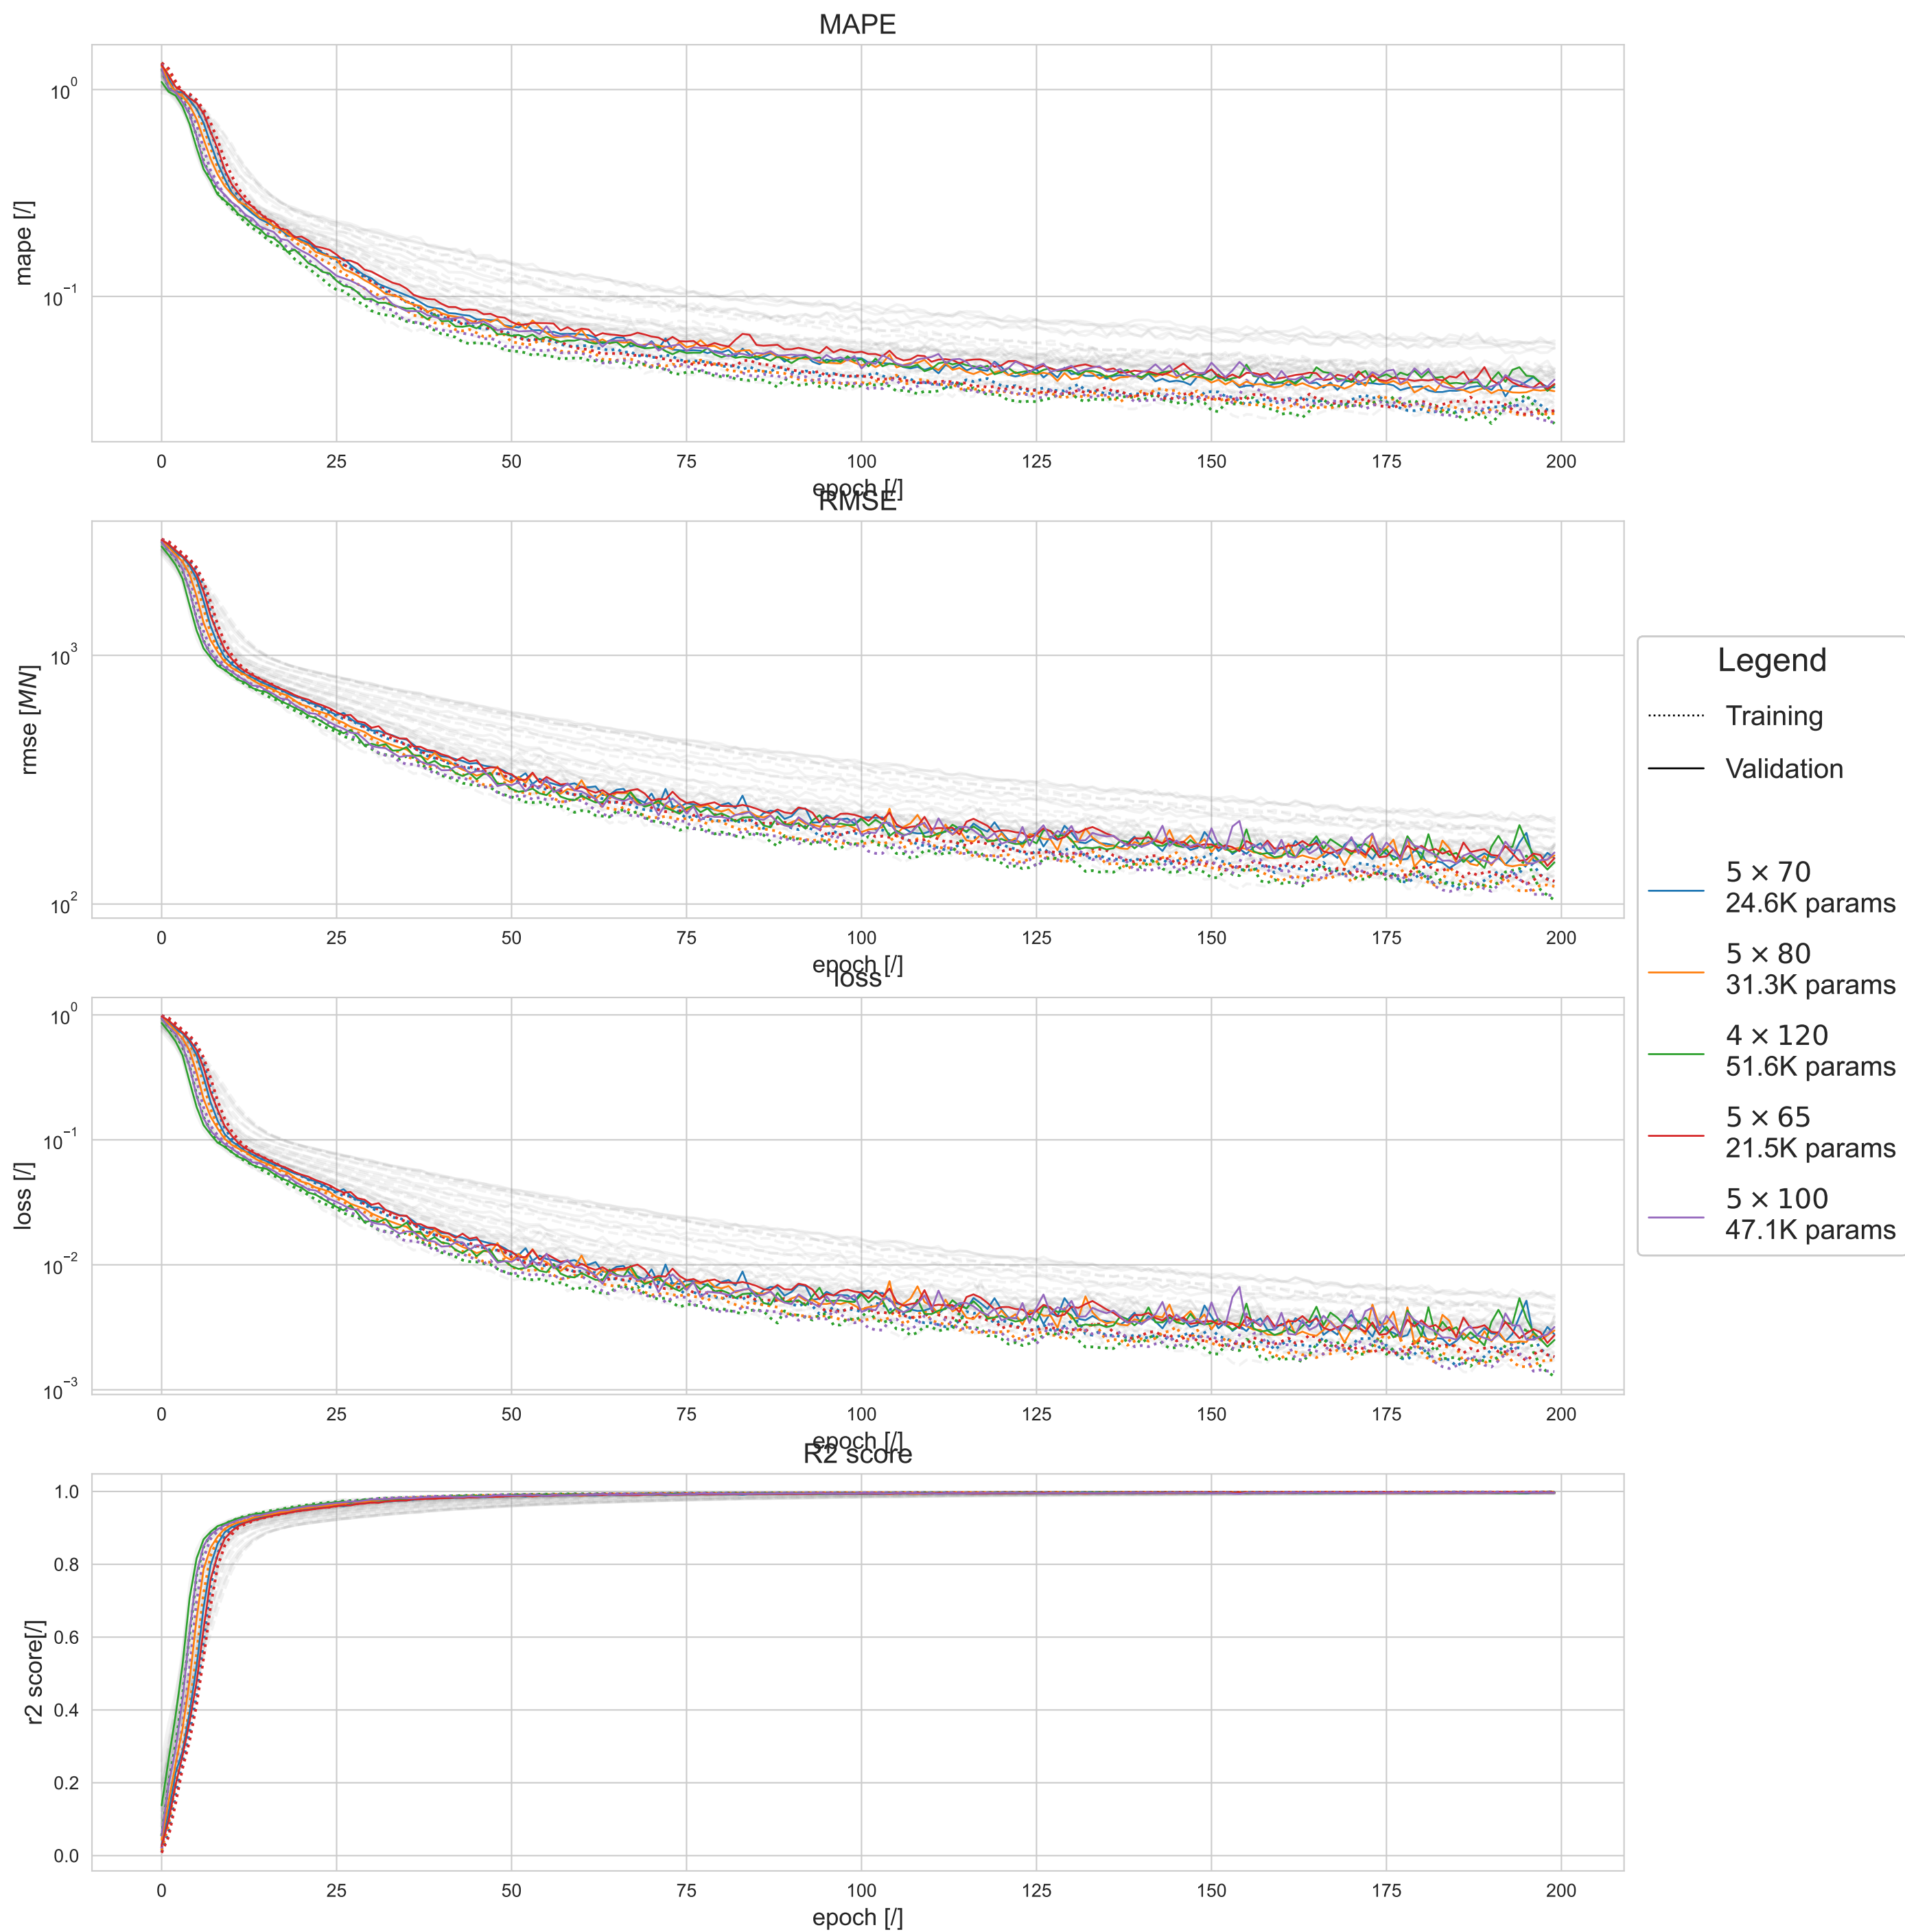 MAPE
10^0
10^−1
mape [/]
0 25 50 75 100 125 150 175 200
epoch [/]
RMSE
10^3
10^2
rmse [MN]
0 25 50 75 100 125 150 175 200
epoch [/]
loss
10^0
10^−1
10^−2
10^−3
loss [/]
0 25 50 75 100 125 150 175 200
epoch [/]
R2 score
1.0
0.8
0.6
0.4
0.2
0.0
r2 score[/]
0 25 50 75 100 125 150 175 200
epoch [/]
Legend
Training
Validation
5 × 70
24.6K params
5 × 80
31.3K params
4 × 120
51.6K params
5 × 65
21.5K params
5 × 100
47.1K params